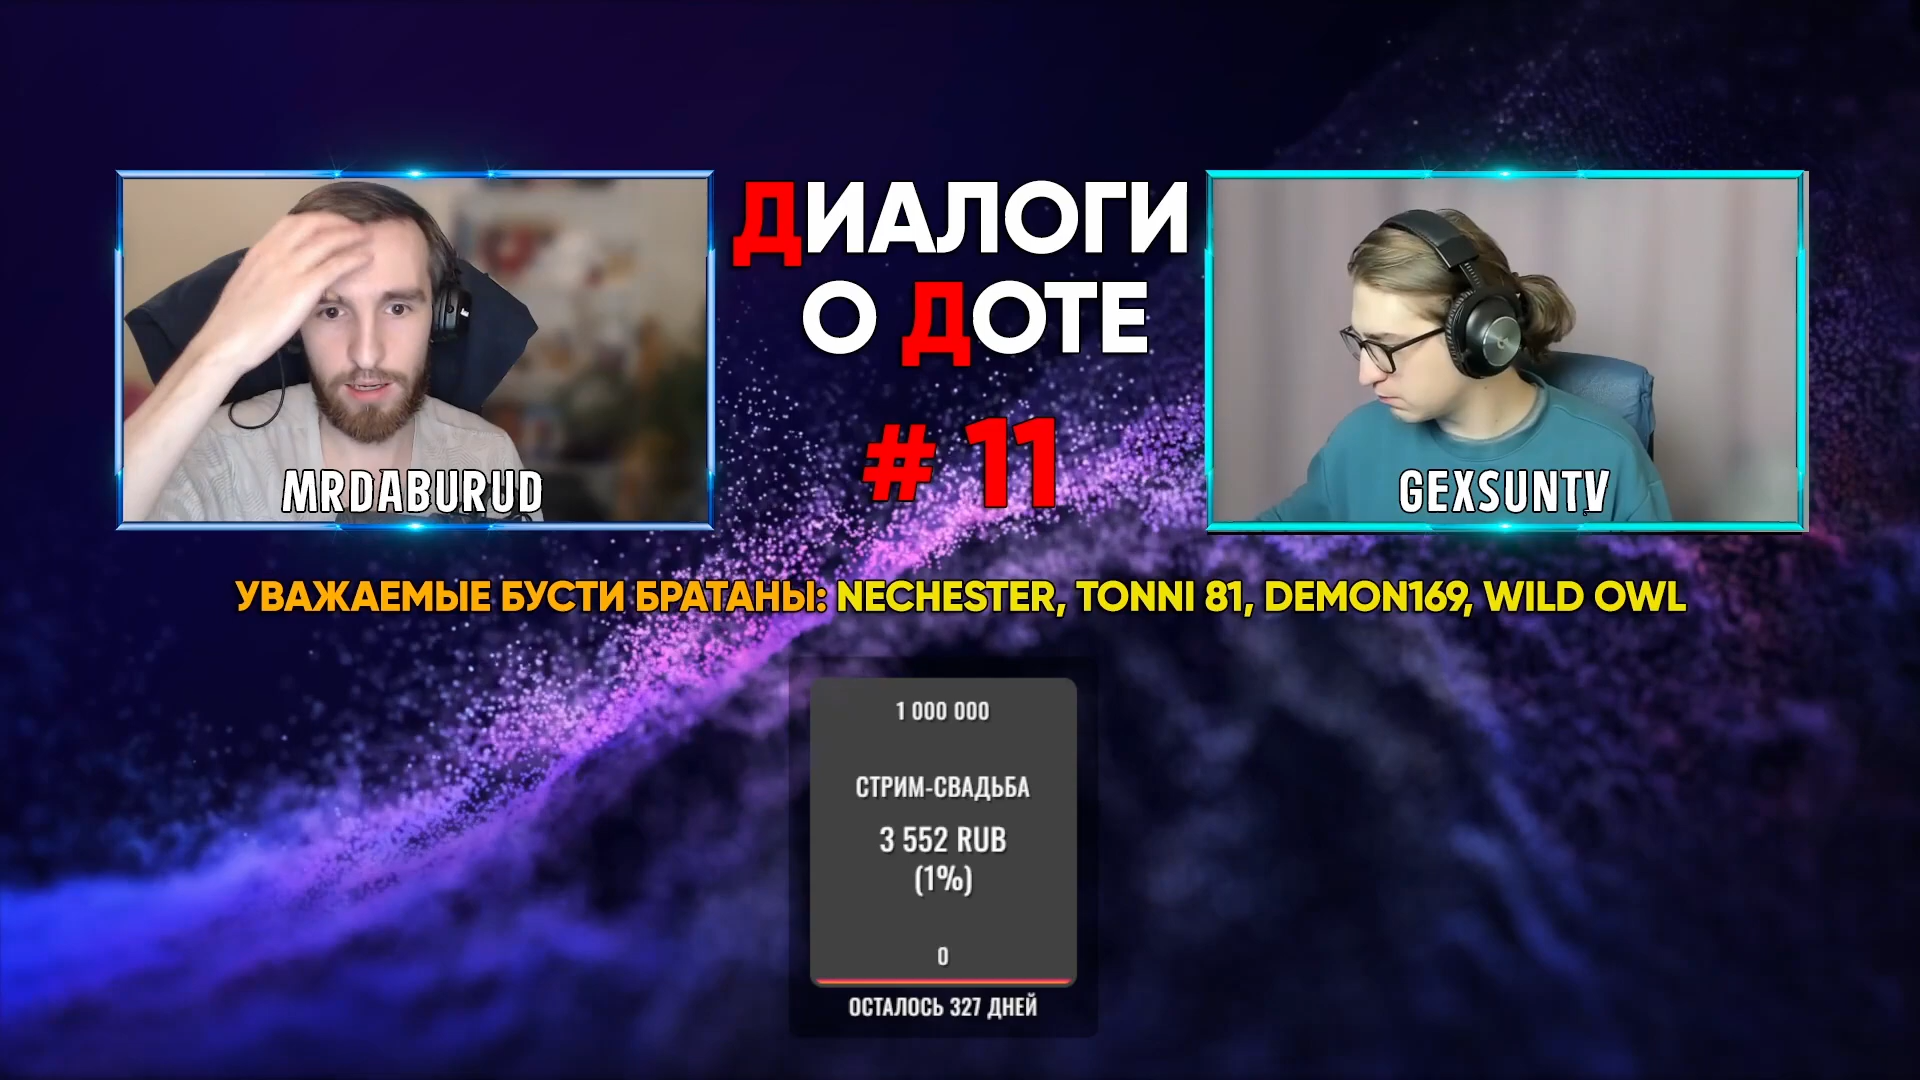 ДИАЛОГИ
О ДОТЕ
# 11
MRDABURUD
GEXSUNTV
УВАЖАЕМЫЕ БУСТИ БРАТАНЫ: NECHESTER, TONNI 81, DEMON169, WILD OWL
1 000 000
СТРИМ-СВАДЬБА
3 552 RUB
(1%)
0
ОСТАЛОСЬ 327 ДНЕЙ